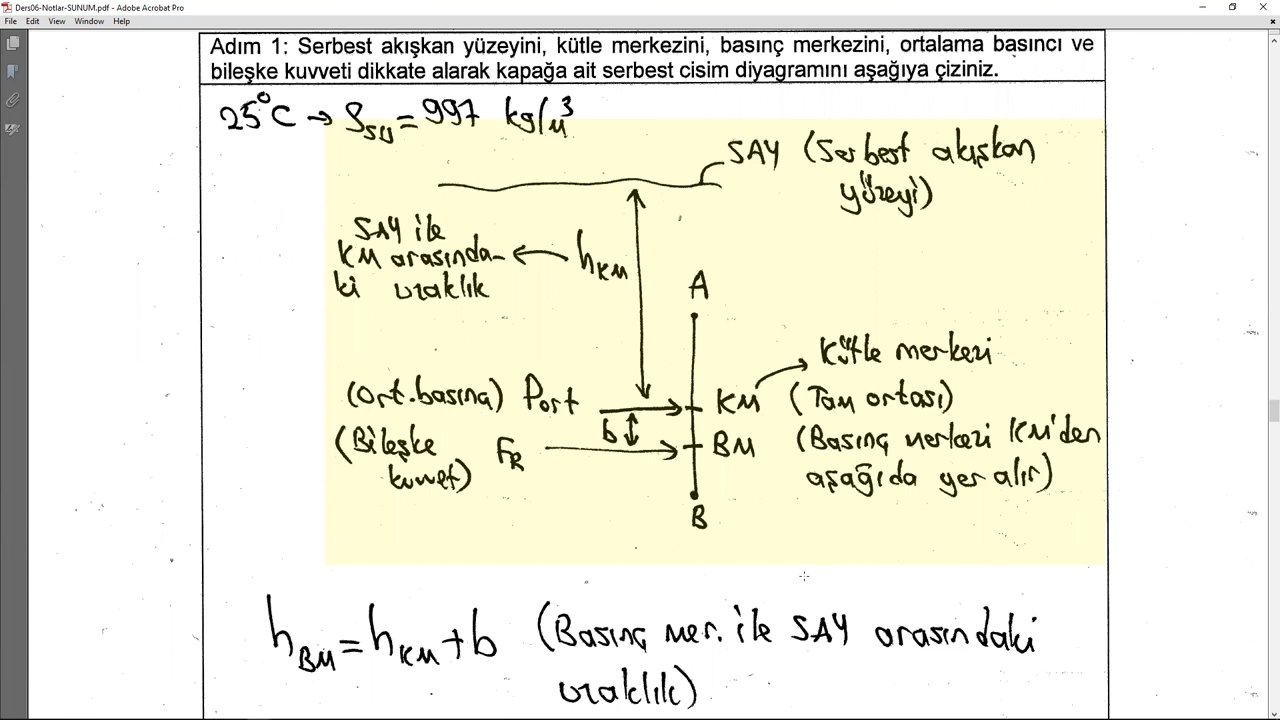 Ders06-Notlar-SUNUM.pdf - Adobe Acrobat Pro
File Edit View Window Help
Adım 1: Serbest akışkan yüzeyini, kütle merkezini, basınç merkezini, ortalama basıncı ve
bileşke kuvveti dikkate alarak kapağa ait serbest cisim diyagramını aşağıya çiziniz.
25°C → ρsu = 997 kg/m³
SAY (Serbest akışkan
yüzeyi)
SAY ile
KM arasında-
ki uzaklık
hKM
A
Kütle merkezi
(Ort. basınç) Port
KM (Tam ortası)
b
(Bileşke
kuvvet)
FR
BM (Basınç merkezi KM'den
aşağıda yer alır)
B
hBM = hKM + b (Basınç mer. ile SAY arasındaki
uzaklık)